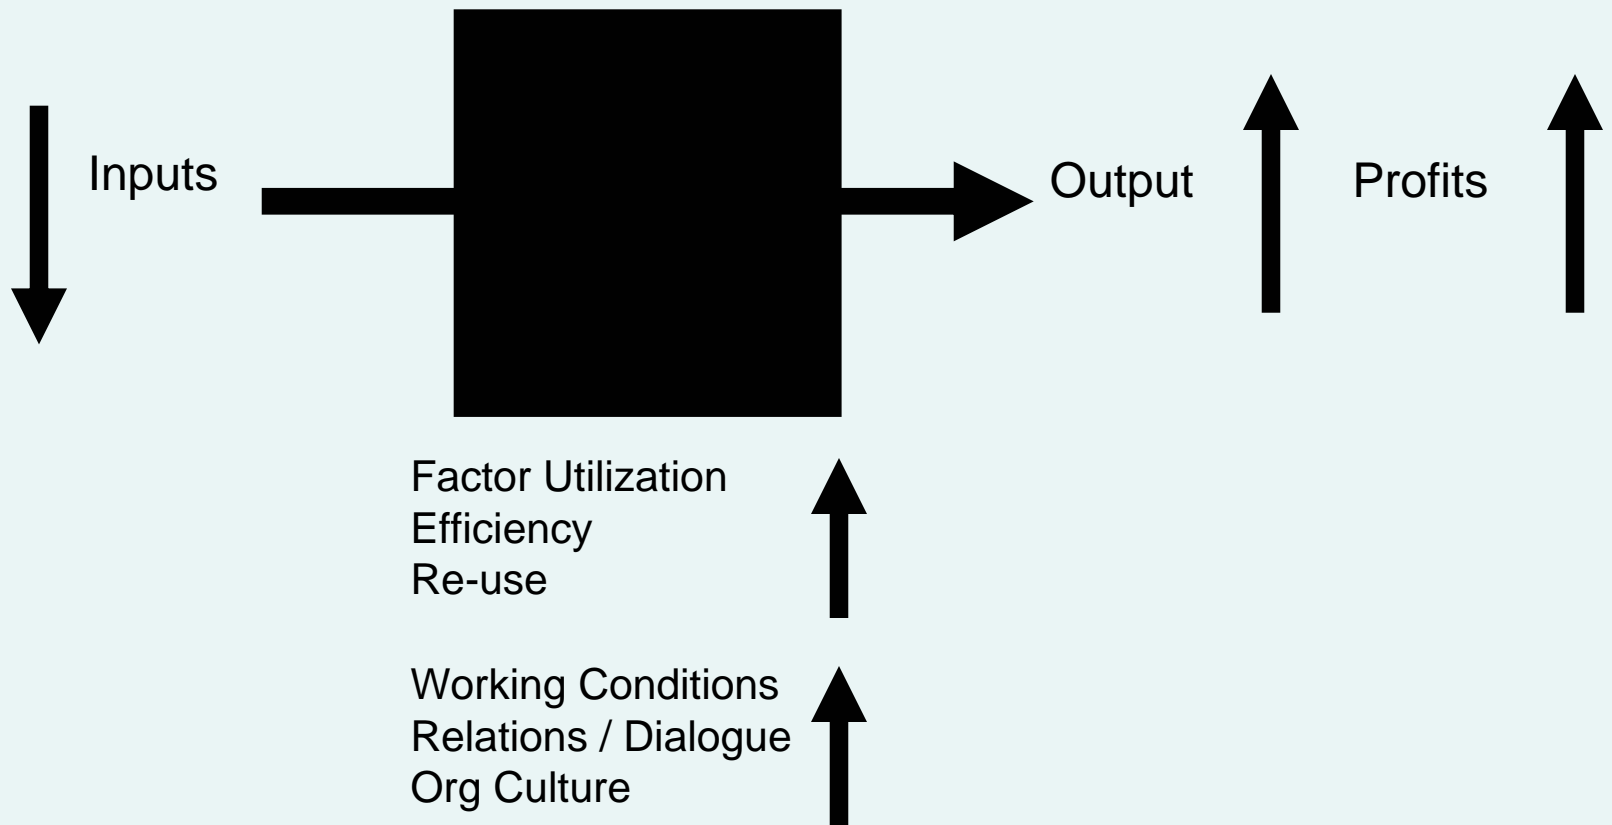 Inputs
Output
Profits
Factor Utilization
Efficiency
Re-use
Working Conditions
Relations / Dialogue
Org Culture